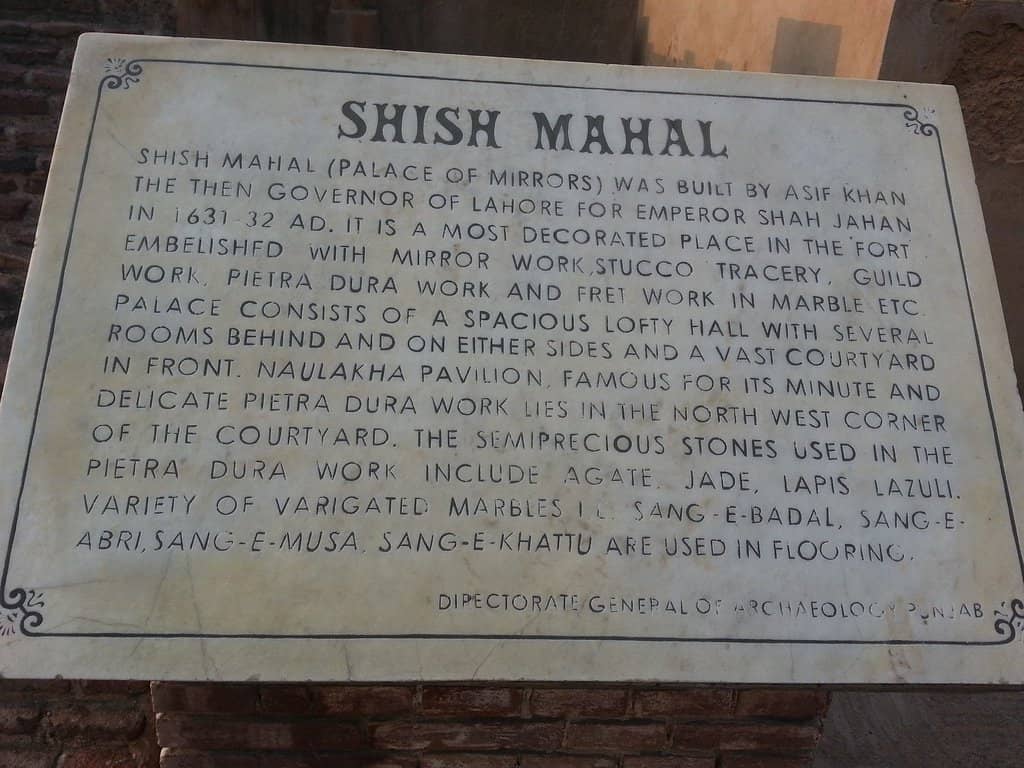 SHISH MAHAL
SHISH MAHAL (PALACE OF MIRRORS) WAS BUILT BY ASIF KHAN
THE THEN GOVERNOR OF LAHORE FOR EMPEROR SHAH JAHAN
IN 1631-32 AD. IT IS A MOST DECORATED PLACE IN THE FORT
EMBELISHED WITH MIRROR WORK, STUCCO TRACERY, GUILD
WORK, PIETRA DURA WORK AND FRET WORK IN MARBLE ETC.
PALACE CONSISTS OF A SPACIOUS LOFTY HALL WITH SEVERAL
ROOMS BEHIND AND ON EITHER SIDES AND A VAST COURTYARD
IN FRONT. NAULAKHA PAVILION, FAMOUS FOR ITS MINUTE AND
DELICATE PIETRA DURA WORK LIES IN THE NORTH WEST CORNER
OF THE COURTYARD. THE SEMIPRECIOUS STONES USED IN THE
PIETRA DURA WORK INCLUDE AGATE, JADE, LAPIS LAZULI.
VARIETY OF VARIGATED MARBLES I.E. SANG-E-BADAL, SANG-E-
ABRI, SANG-E-MUSA, SANG-E-KHATTU ARE USED IN FLOORING.
DIRECTORATE GENERAL OF ARCHAEOLOGY PUNJAB